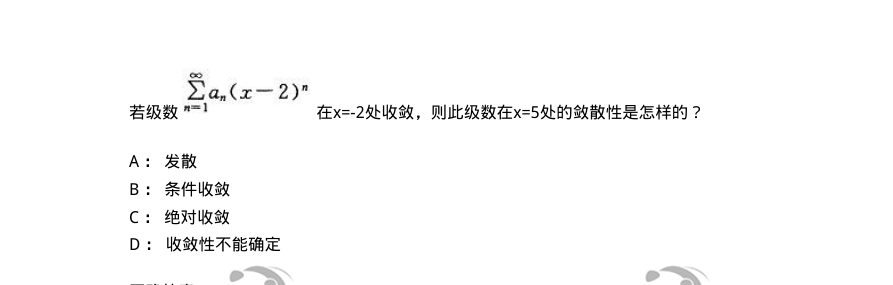 若级数 ∞∑n=1 aₙ(x－2)ⁿ 在x=-2处收敛，则此级数在x=5处的敛散性是怎样的？
A： 发散
B： 条件收敛
C： 绝对收敛
D： 收敛性不能确定